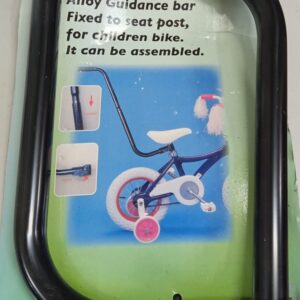 Alloy Guidance bar
Fixed to seat post,
for children bike.
It can be assembled.